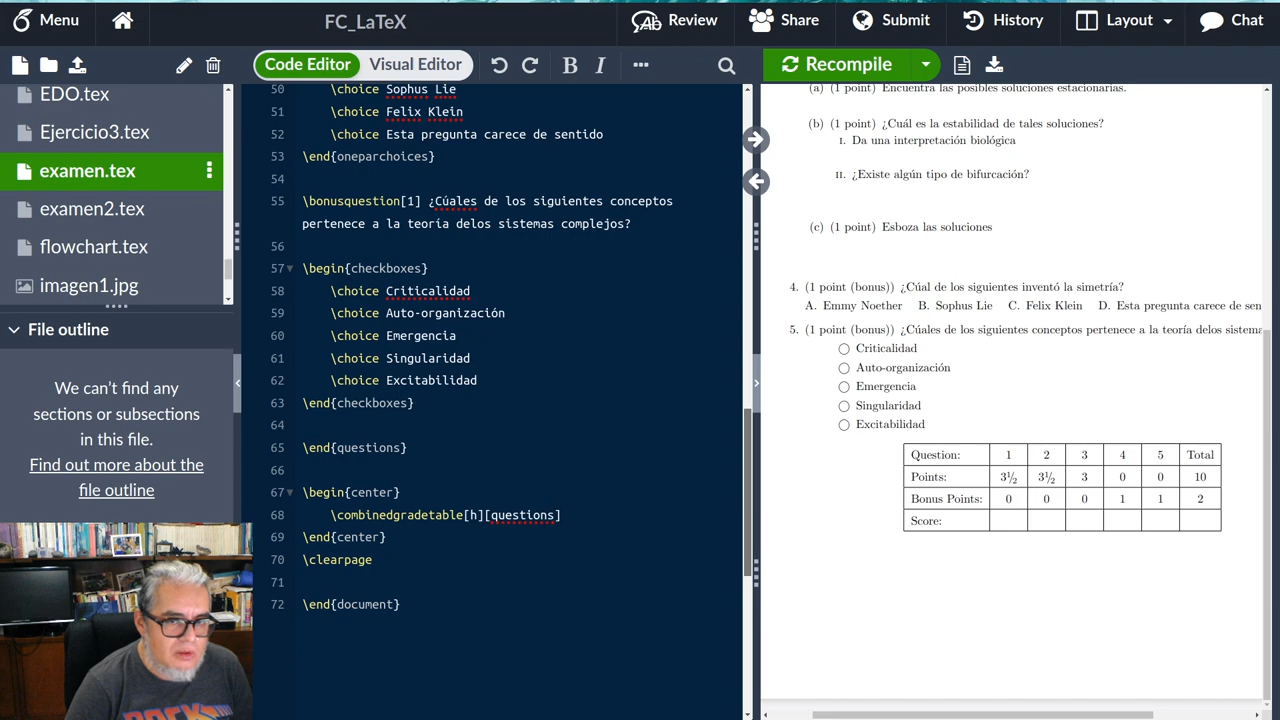 Menu
FC_LaTeX
Review
Share
Submit
History
Layout
Chat
Code Editor
Visual Editor
B
I
Recompile
EDO.tex
Ejercicio3.tex
examen.tex
examen2.tex
flowchart.tex
imagen1.jpg
File outline
We can't find any
sections or subsections
in this file.
Find out more about the
file outline
50 \choice Sophus Lie
51 \choice Felix Klein
52 \choice Esta pregunta carece de sentido
53 \end{oneparchoices}
54
55 \bonusquestion[1] ¿Cúales de los siguientes conceptos
pertenece a la teoría delos sistemas complejos?
56
57 \begin{checkboxes}
58 \choice Criticalidad
59 \choice Auto-organización
60 \choice Emergencia
61 \choice Singularidad
62 \choice Excitabilidad
63 \end{checkboxes}
64
65 \end{questions}
66
67 \begin{center}
68 \combinedgradetable[h][questions]
69 \end{center}
70 \clearpage
71
72 \end{document}
(a) (1 point) Encuentra las posibles soluciones estacionarias.
(b) (1 point) ¿Cuál es la estabilidad de tales soluciones?
I. Da una interpretación biológica
II. ¿Existe algún tipo de bifurcación?
(c) (1 point) Esboza las soluciones
4. (1 point (bonus)) ¿Cúal de los siguientes inventó la simetría?
A. Emmy Noether B. Sophus Lie C. Felix Klein D. Esta pregunta carece de sen
5. (1 point (bonus)) ¿Cúales de los siguientes conceptos pertenece a la teoría delos sistema
Criticalidad
Auto-organización
Emergencia
Singularidad
Excitabilidad
Question: 1 2 3 4 5 Total
Points: 3½ 3½ 3 0 0 10
Bonus Points: 0 0 0 1 1 2
Score: